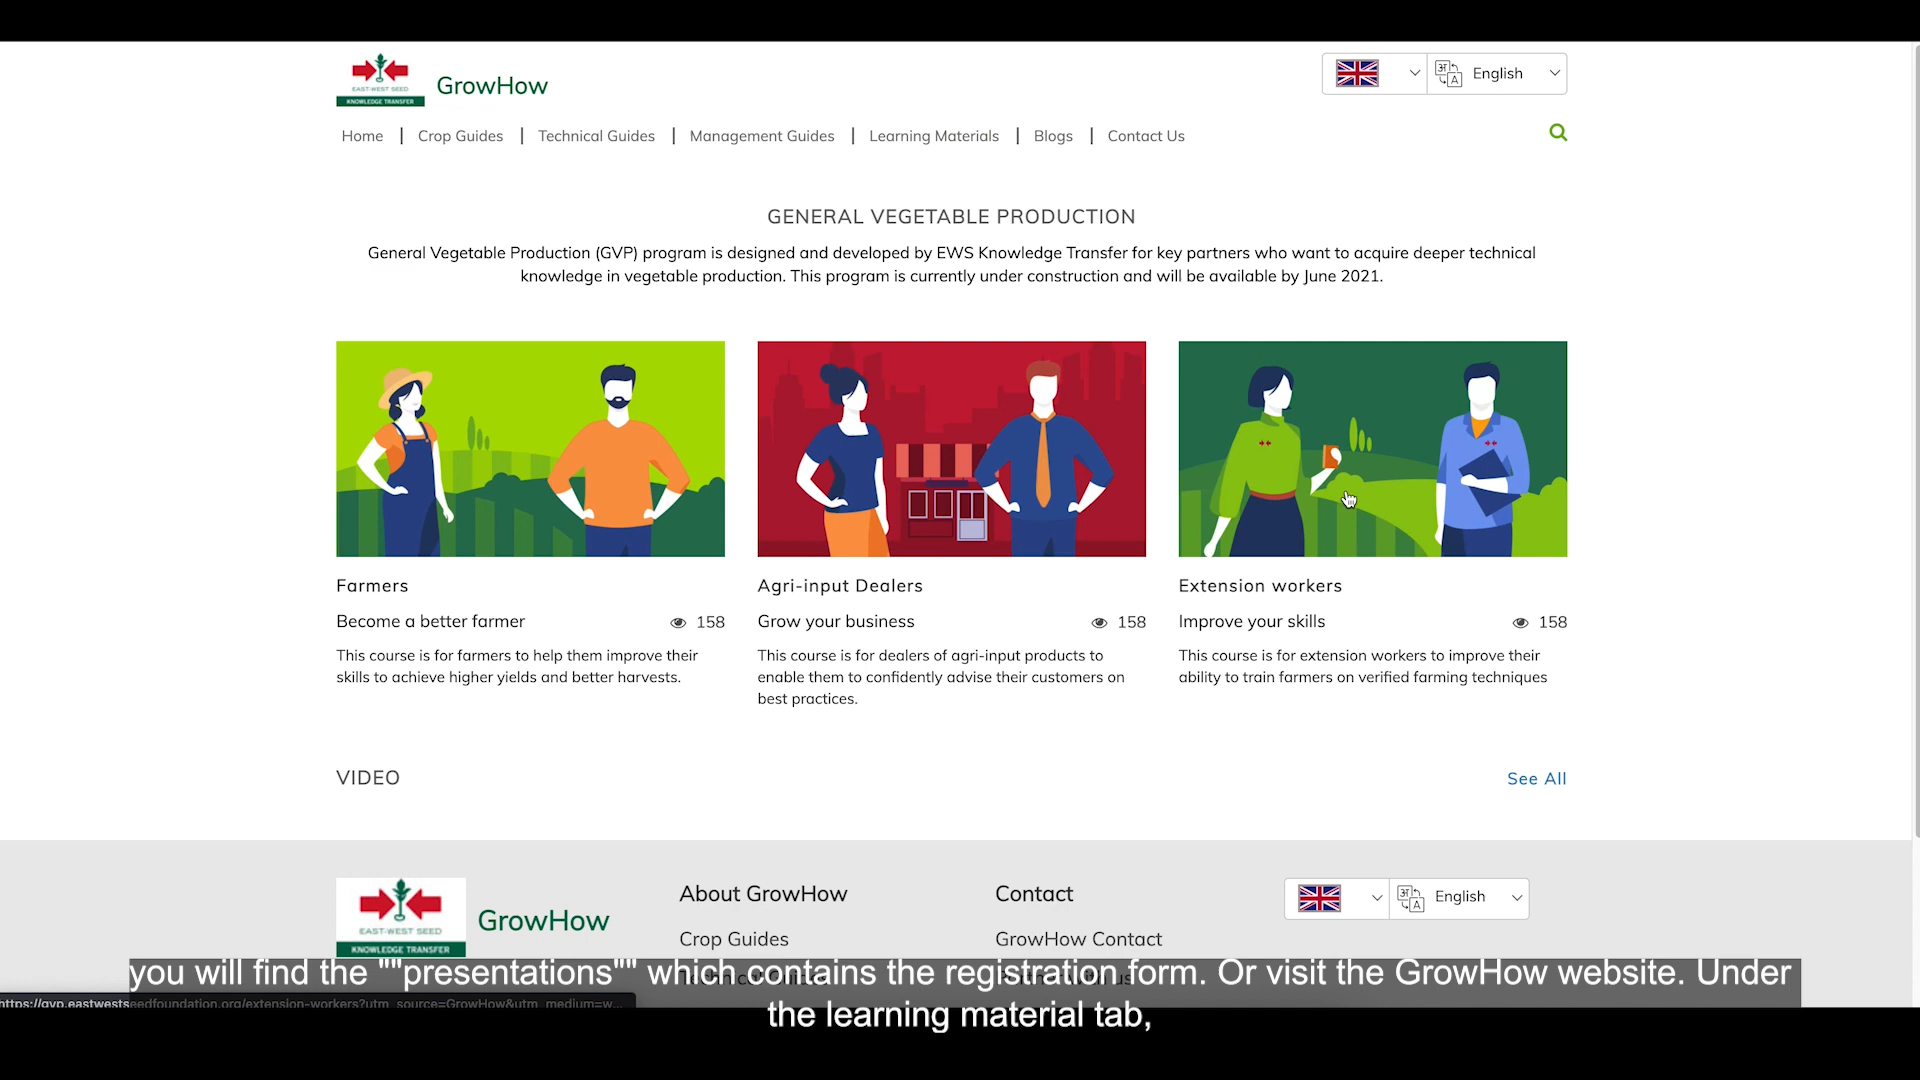 EAST-WEST SEED
KNOWLEDGE TRANSFER
GrowHow
English
Home | Crop Guides | Technical Guides | Management Guides | Learning Materials | Blogs | Contact Us
GENERAL VEGETABLE PRODUCTION
General Vegetable Production (GVP) program is designed and developed by EWS Knowledge Transfer for key partners who want to acquire deeper technical
knowledge in vegetable production. This program is currently under construction and will be available by June 2021.
Farmers
Become a better farmer 158
This course is for farmers to help them improve their
skills to achieve higher yields and better harvests.
Agri-input Dealers
Grow your business 158
This course is for dealers of agri-input products to
enable them to confidently advise their customers on
best practices.
Extension workers
Improve your skills 158
This course is for extension workers to improve their
ability to train farmers on verified farming techniques
VIDEO
See All
EAST-WEST SEED
KNOWLEDGE TRANSFER
GrowHow
About GrowHow
Crop Guides
Contact
GrowHow Contact
English
you will find the ""presentations"" which contains the registration form. Or visit the GrowHow website. Under
the learning material tab,
https://gvp.eastwestseedfoundation.org/extension-workers?utm_source=GrowHow&utm_medium=w...